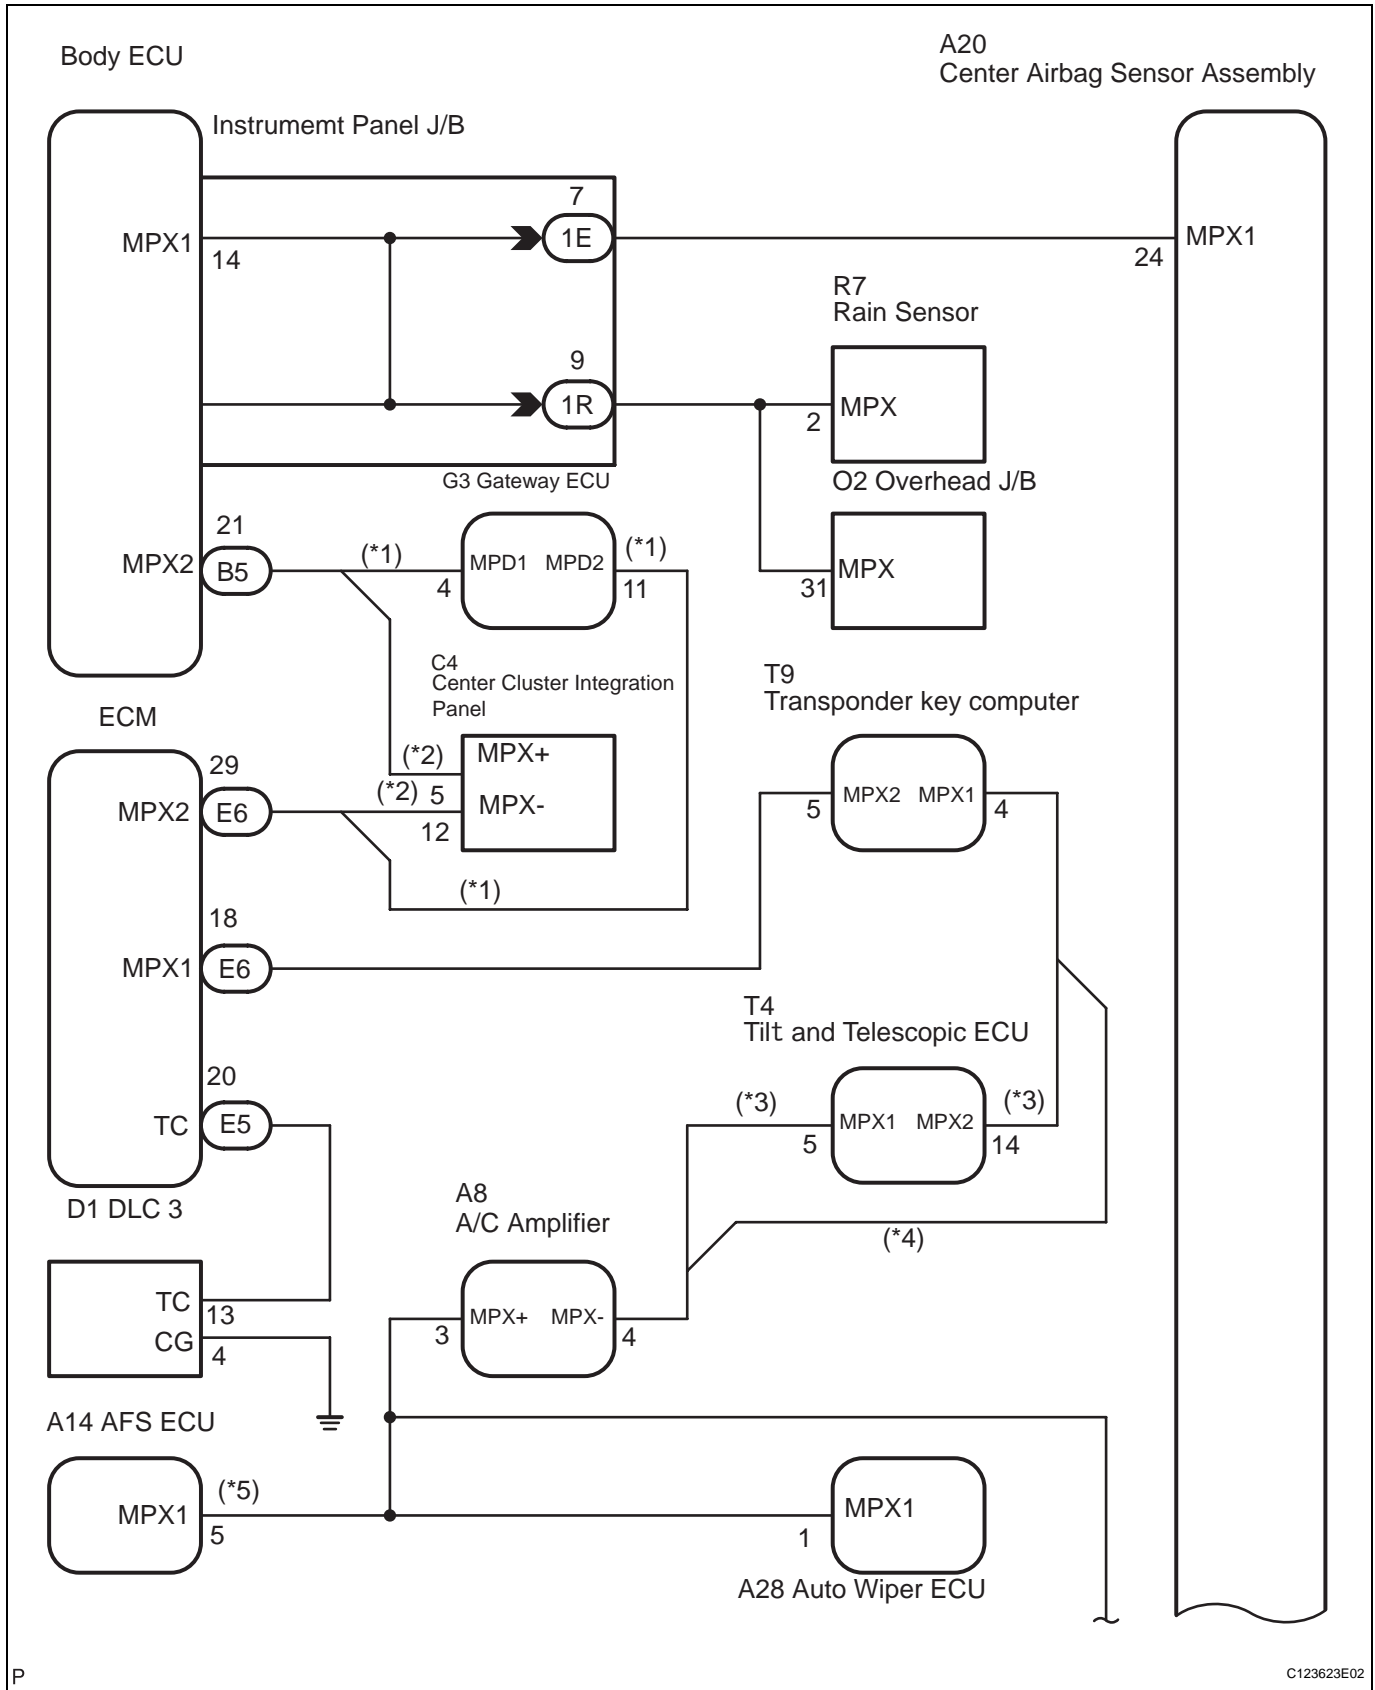 Body ECU
A20
Center Airbag Sensor Assembly
Instrumemt Panel J/B
7
1E
MPX1
14
24
MPX1
R7
Rain Sensor
9
1R
2
MPX
G3 Gateway ECU
O2 Overhead J/B
21
MPX2
B5
(*1)
4
MPD1
MPD2
(*1)
11
31
MPX
C4
Center Cluster Integration
Panel
T9
Transponder key computer
ECM
29
MPX2
E6
(*2)
MPX+
(*2)
5
MPX-
12
5
MPX2
MPX1
4
(*1)
18
MPX1
E6
T4
Tilt and Telescopic ECU
20
TC
E5
(*3)
5
MPX1
MPX2
(*3)
14
D1 DLC 3
A8
A/C Amplifier
(*4)
TC
13
CG
4
3
MPX+
MPX-
4
A14 AFS ECU
(*5)
MPX1
5
1
MPX1
A28 Auto Wiper ECU
P
C123623E02